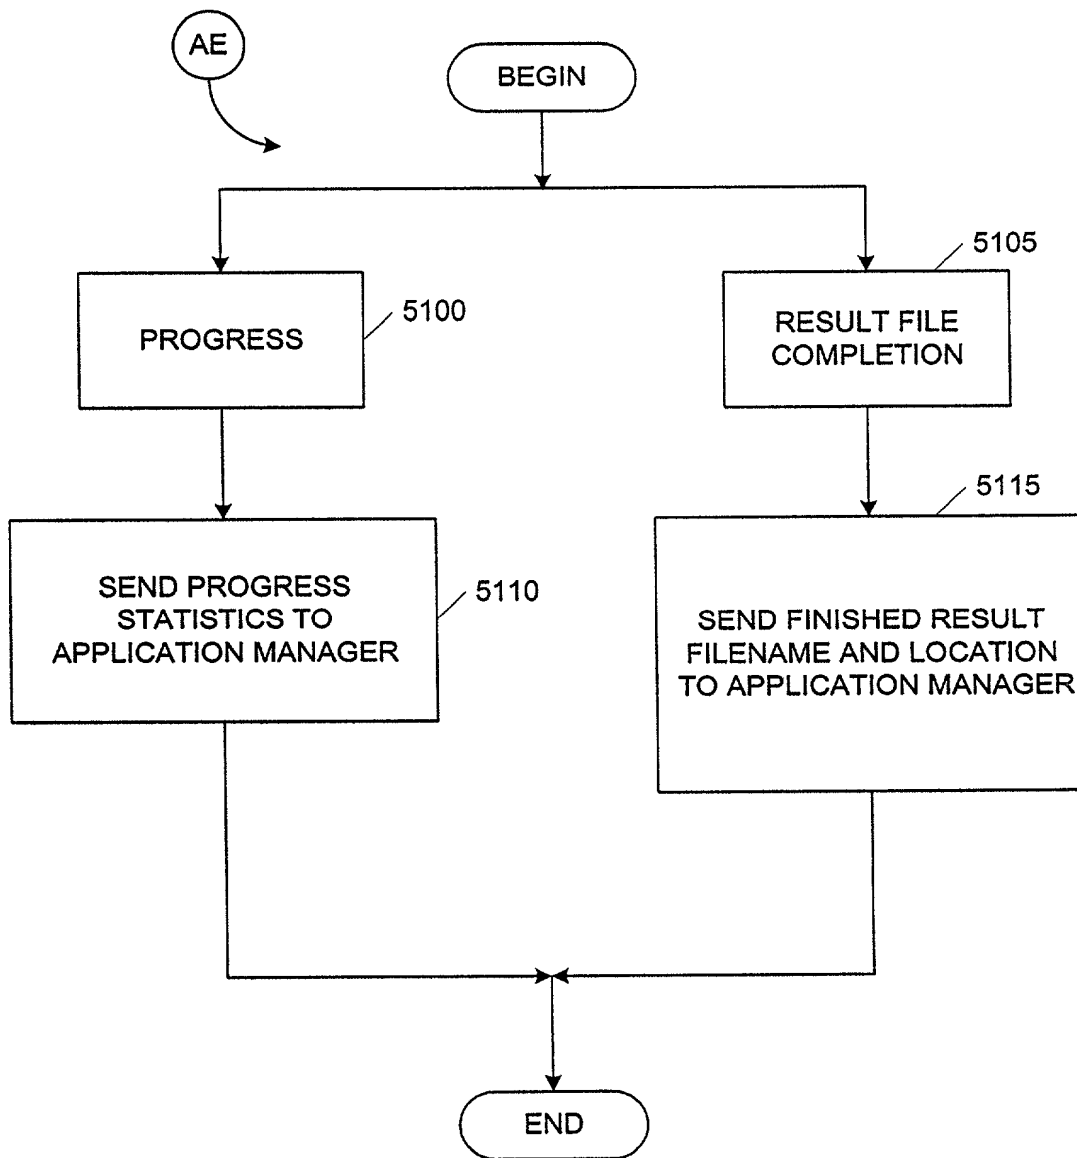 AE
BEGIN
5105
5100
PROGRESS
RESULT FILE
COMPLETION
5115
SEND PROGRESS
STATISTICS TO
APPLICATION MANAGER
5110
SEND FINISHED RESULT
FILENAME AND LOCATION
TO APPLICATION MANAGER
END